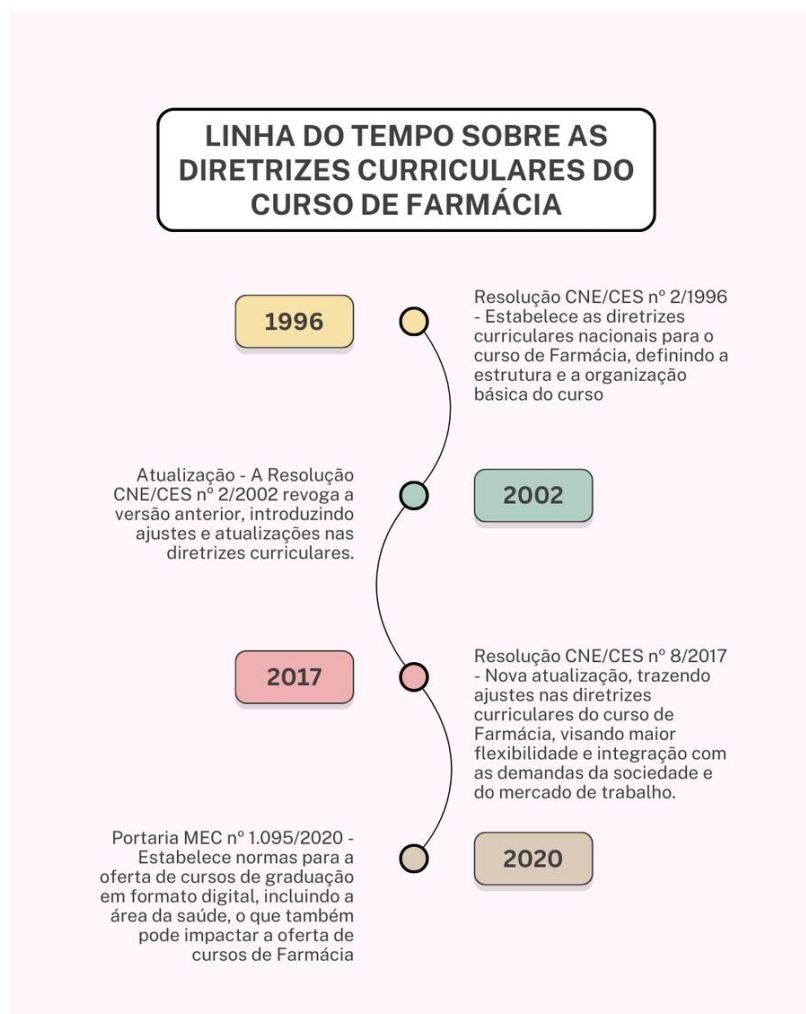 LINHA DO TEMPO SOBRE AS
DIRETRIZES CURRICULARES DO
CURSO DE FARMÁCIA
1996
Resolução CNE/CES nº 2/1996
- Estabelece as diretrizes
curriculares nacionais para o
curso de Farmácia, definindo a
estrutura e a organização
básica do curso
Atualização - A Resolução
CNE/CES nº 2/2002 revoga a
versão anterior, introduzindo
ajustes e atualizações nas
diretrizes curriculares.
2002
2017
Resolução CNE/CES nº 8/2017
- Nova atualização, trazendo
ajustes nas diretrizes
curriculares do curso de
Farmácia, visando maior
flexibilidade e integração com
as demandas da sociedade e
do mercado de trabalho.
Portaria MEC nº 1.095/2020 -
Estabelece normas para a
oferta de cursos de graduação
em formato digital, incluindo a
área da saúde, o que também
pode impactar a oferta de
cursos de Farmácia
2020